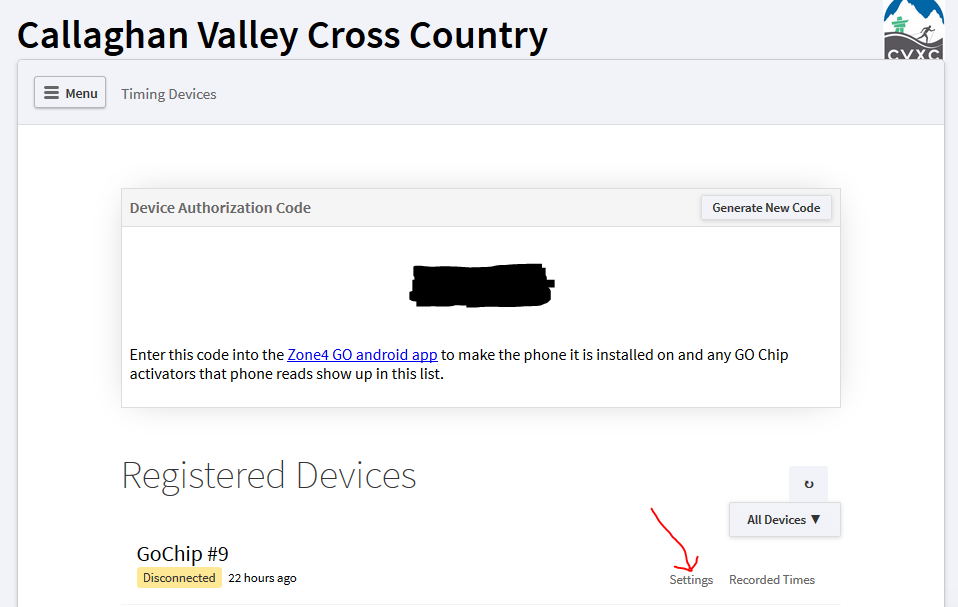 Callaghan Valley Cross Country
CVXC
Menu
Timing Devices
Device Authorization Code
Generate New Code
Enter this code into the Zone4 GO android app to make the phone it is installed on and any GO Chip
activators that phone reads show up in this list.
Registered Devices
All Devices ▼
GoChip #9
Disconnected 22 hours ago
Settings Recorded Times